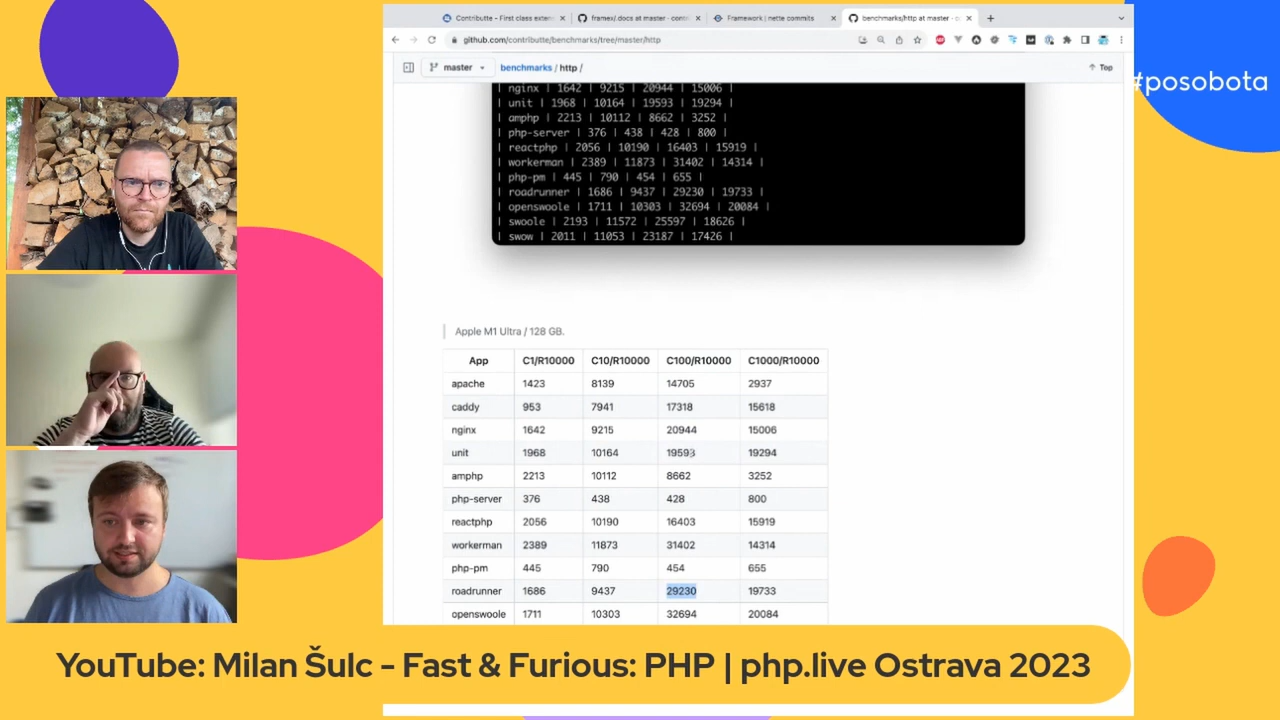 Contributte - First class exten
fremex/.docs at master · contri
Framework | nette commits
benchmarks/http at master · co
github.com/contributte/benchmarks/tree/master/http
master
benchmarks / http /
Top
#posobota
| nginx | 1642 | 9215 | 20944 | 15006 |
| unit | 1968 | 10164 | 19593 | 19294 |
| amphp | 2213 | 10112 | 8662 | 3252 |
| php-server | 376 | 438 | 428 | 800 |
| reactphp | 2056 | 10190 | 16403 | 15919 |
| workerman | 2389 | 11873 | 31402 | 14314 |
| php-pm | 445 | 790 | 454 | 655 |
| roadrunner | 1686 | 9437 | 29230 | 19733 |
| openswoole | 1711 | 10303 | 32694 | 20084 |
| swoole | 2193 | 11572 | 25597 | 18626 |
| swow | 2011 | 11053 | 23187 | 17426 |
Apple M1 Ultra / 128 GB.
App C1/R10000 C10/R10000 C100/R10000 C1000/R10000
apache 1423 8139 14705 2937
caddy 953 7941 17318 15618
nginx 1642 9215 20944 15006
unit 1968 10164 19593 19294
amphp 2213 10112 8662 3252
php-server 376 438 428 800
reactphp 2056 10190 16403 15919
workerman 2389 11873 31402 14314
php-pm 445 790 454 655
roadrunner 1686 9437 29230 19733
openswoole 1711 10303 32694 20084
YouTube: Milan Šulc - Fast & Furious: PHP | php.live Ostrava 2023